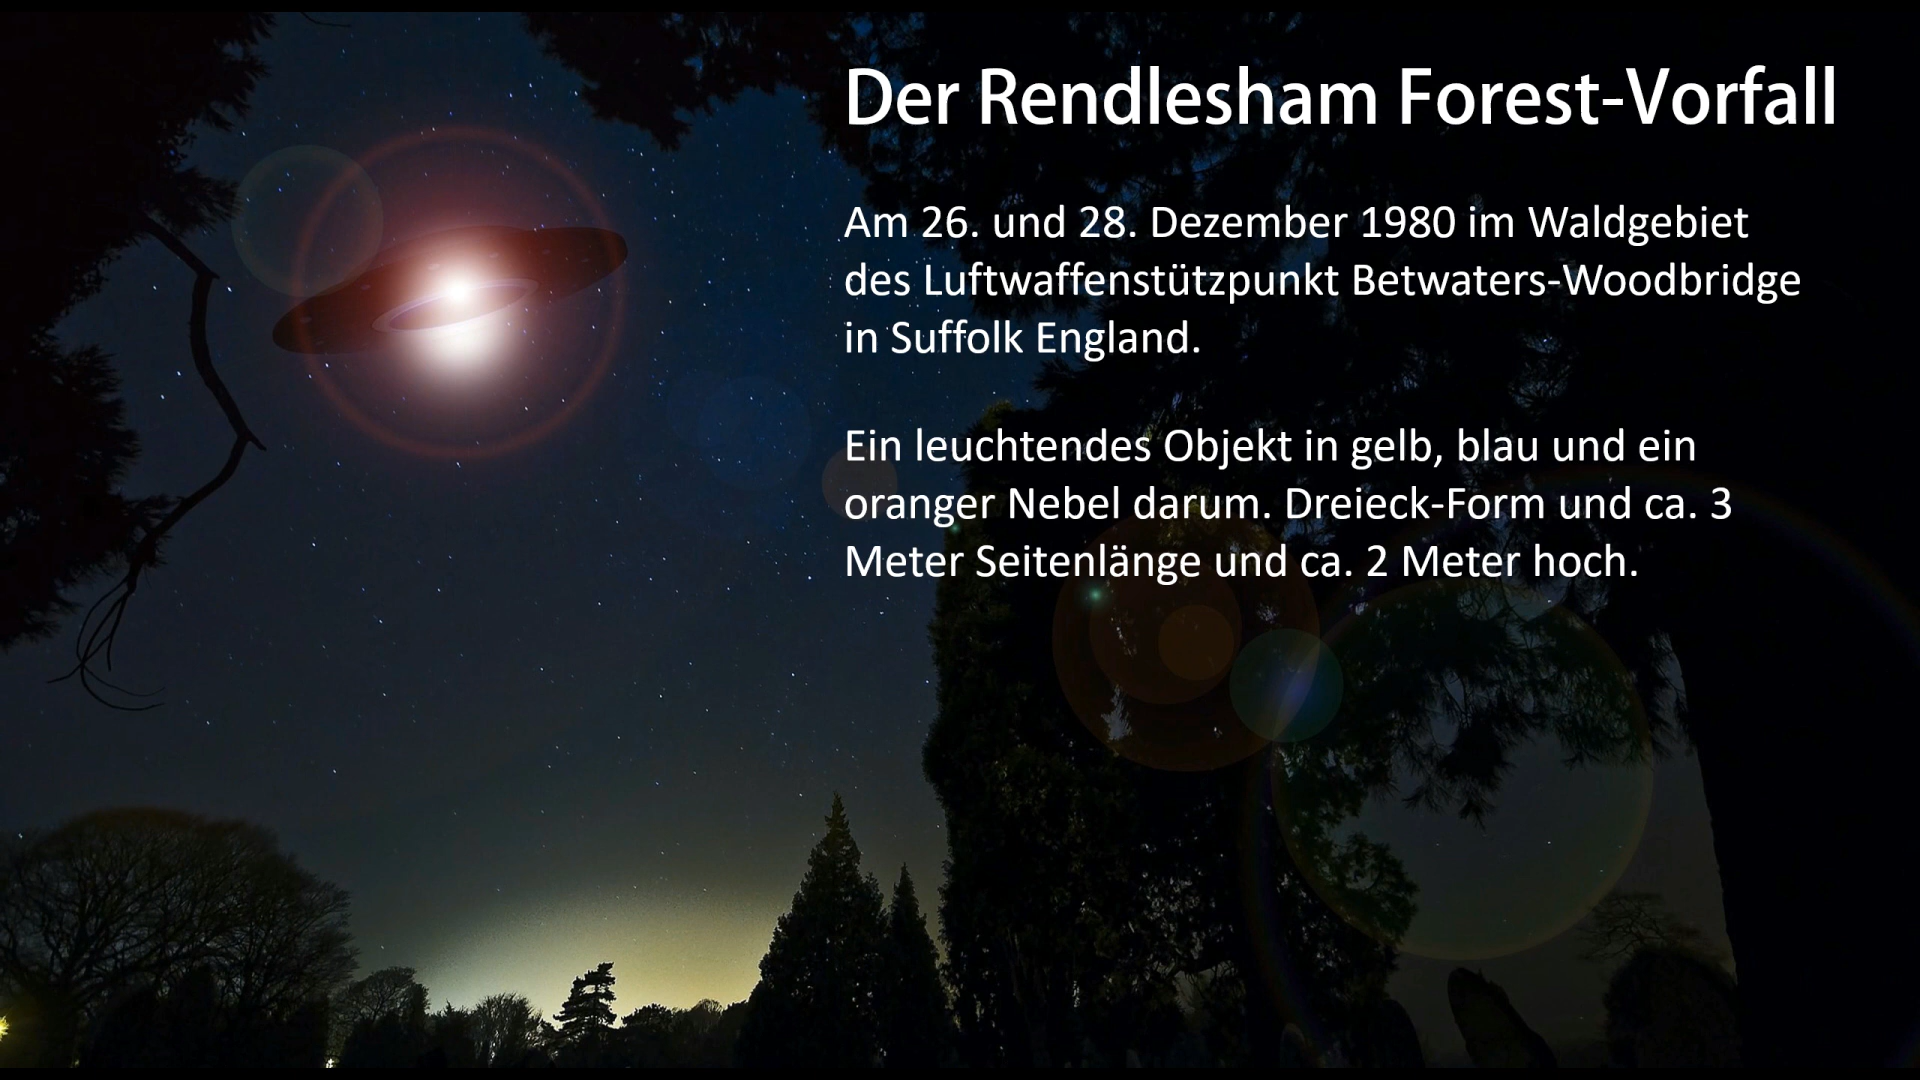 Der Rendlesham Forest-Vorfall
Am 26. und 28. Dezember 1980 im Waldgebiet
des Luftwaffenstützpunkt Betwaters-Woodbridge
in Suffolk England.
Ein leuchtendes Objekt in gelb, blau und ein
oranger Nebel darum. Dreieck-Form und ca. 3
Meter Seitenlänge und ca. 2 Meter hoch.